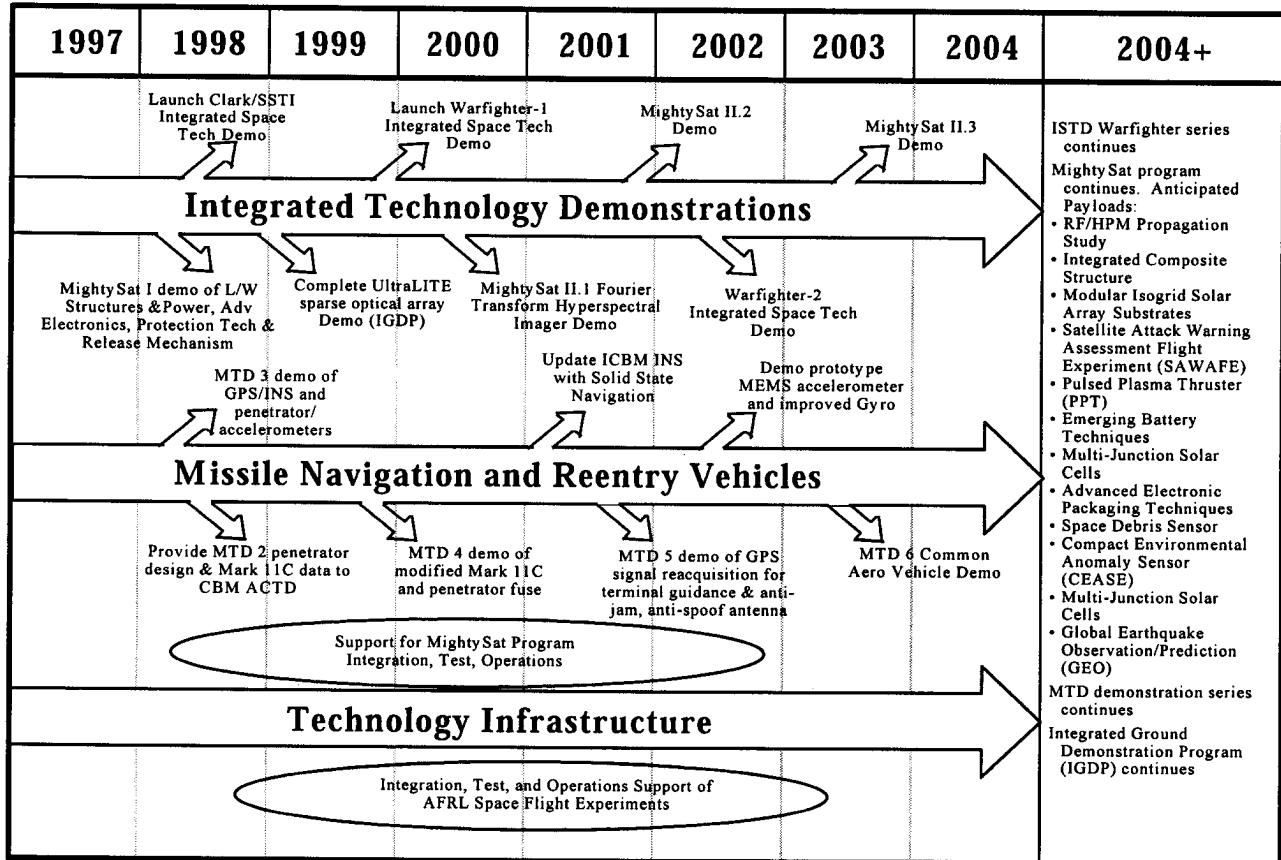 1997
1998
1999
2000
2001
2002
2003
2004
2004+
Launch Clark/SSTI
Integrated Space
Tech Demo
Launch Warfighter-1
Integrated Space Tech
Demo
MightySat II.2
Demo
MightySat II.3
Demo
Integrated Technology Demonstrations
MightySat I demo of L/W
Structures &Power, Adv
Electronics, Protection Tech &
Release Mechanism
Complete UltraLITE
sparse optical array
Demo (IGDP)
MightySat II.1 Fourier
Transform Hyperspectral
Imager Demo
Warfighter-2
Integrated Space Tech
Demo
MTD 3 demo of
GPS/INS and
penetrator/
accelerometers
Update ICBM INS
with Solid State
Navigation
Demo prototype
MEMS accelerometer
and improved Gyro
Missile Navigation and Reentry Vehicles
Provide MTD 2 penetrator
design & Mark 11C data to
CBM ACTD
MTD 4 demo of
modified Mark 11C
and penetrator fuse
MTD 5 demo of GPS
signal reacquisition for
terminal guidance & anti-
jam, anti-spoof antenna
MTD 6 Common
Aero Vehicle Demo
Support for MightySat Program
Integration, Test, Operations
Technology Infrastructure
Integration, Test, and Operations Support of
AFRL Space Flight Experiments
ISTD Warfighter series
continues
MightySat program
continues. Anticipated
Payloads:
• RF/HPM Propagation
Study
• Integrated Composite
Structure
• Modular Isogrid Solar
Array Substrates
• Satellite Attack Warning
Assessment Flight
Experiment (SAWAFE)
• Pulsed Plasma Thruster
(PPT)
• Emerging Battery
Techniques
• Multi-Junction Solar
Cells
• Advanced Electronic
Packaging Techniques
• Space Debris Sensor
• Compact Environmental
Anomaly Sensor
(CEASE)
• Multi-Junction Solar
Cells
• Global Earthquake
Observation/Prediction
(GEO)
MTD demonstration series
continues
Integrated Ground
Demonstration Program
(IGDP) continues